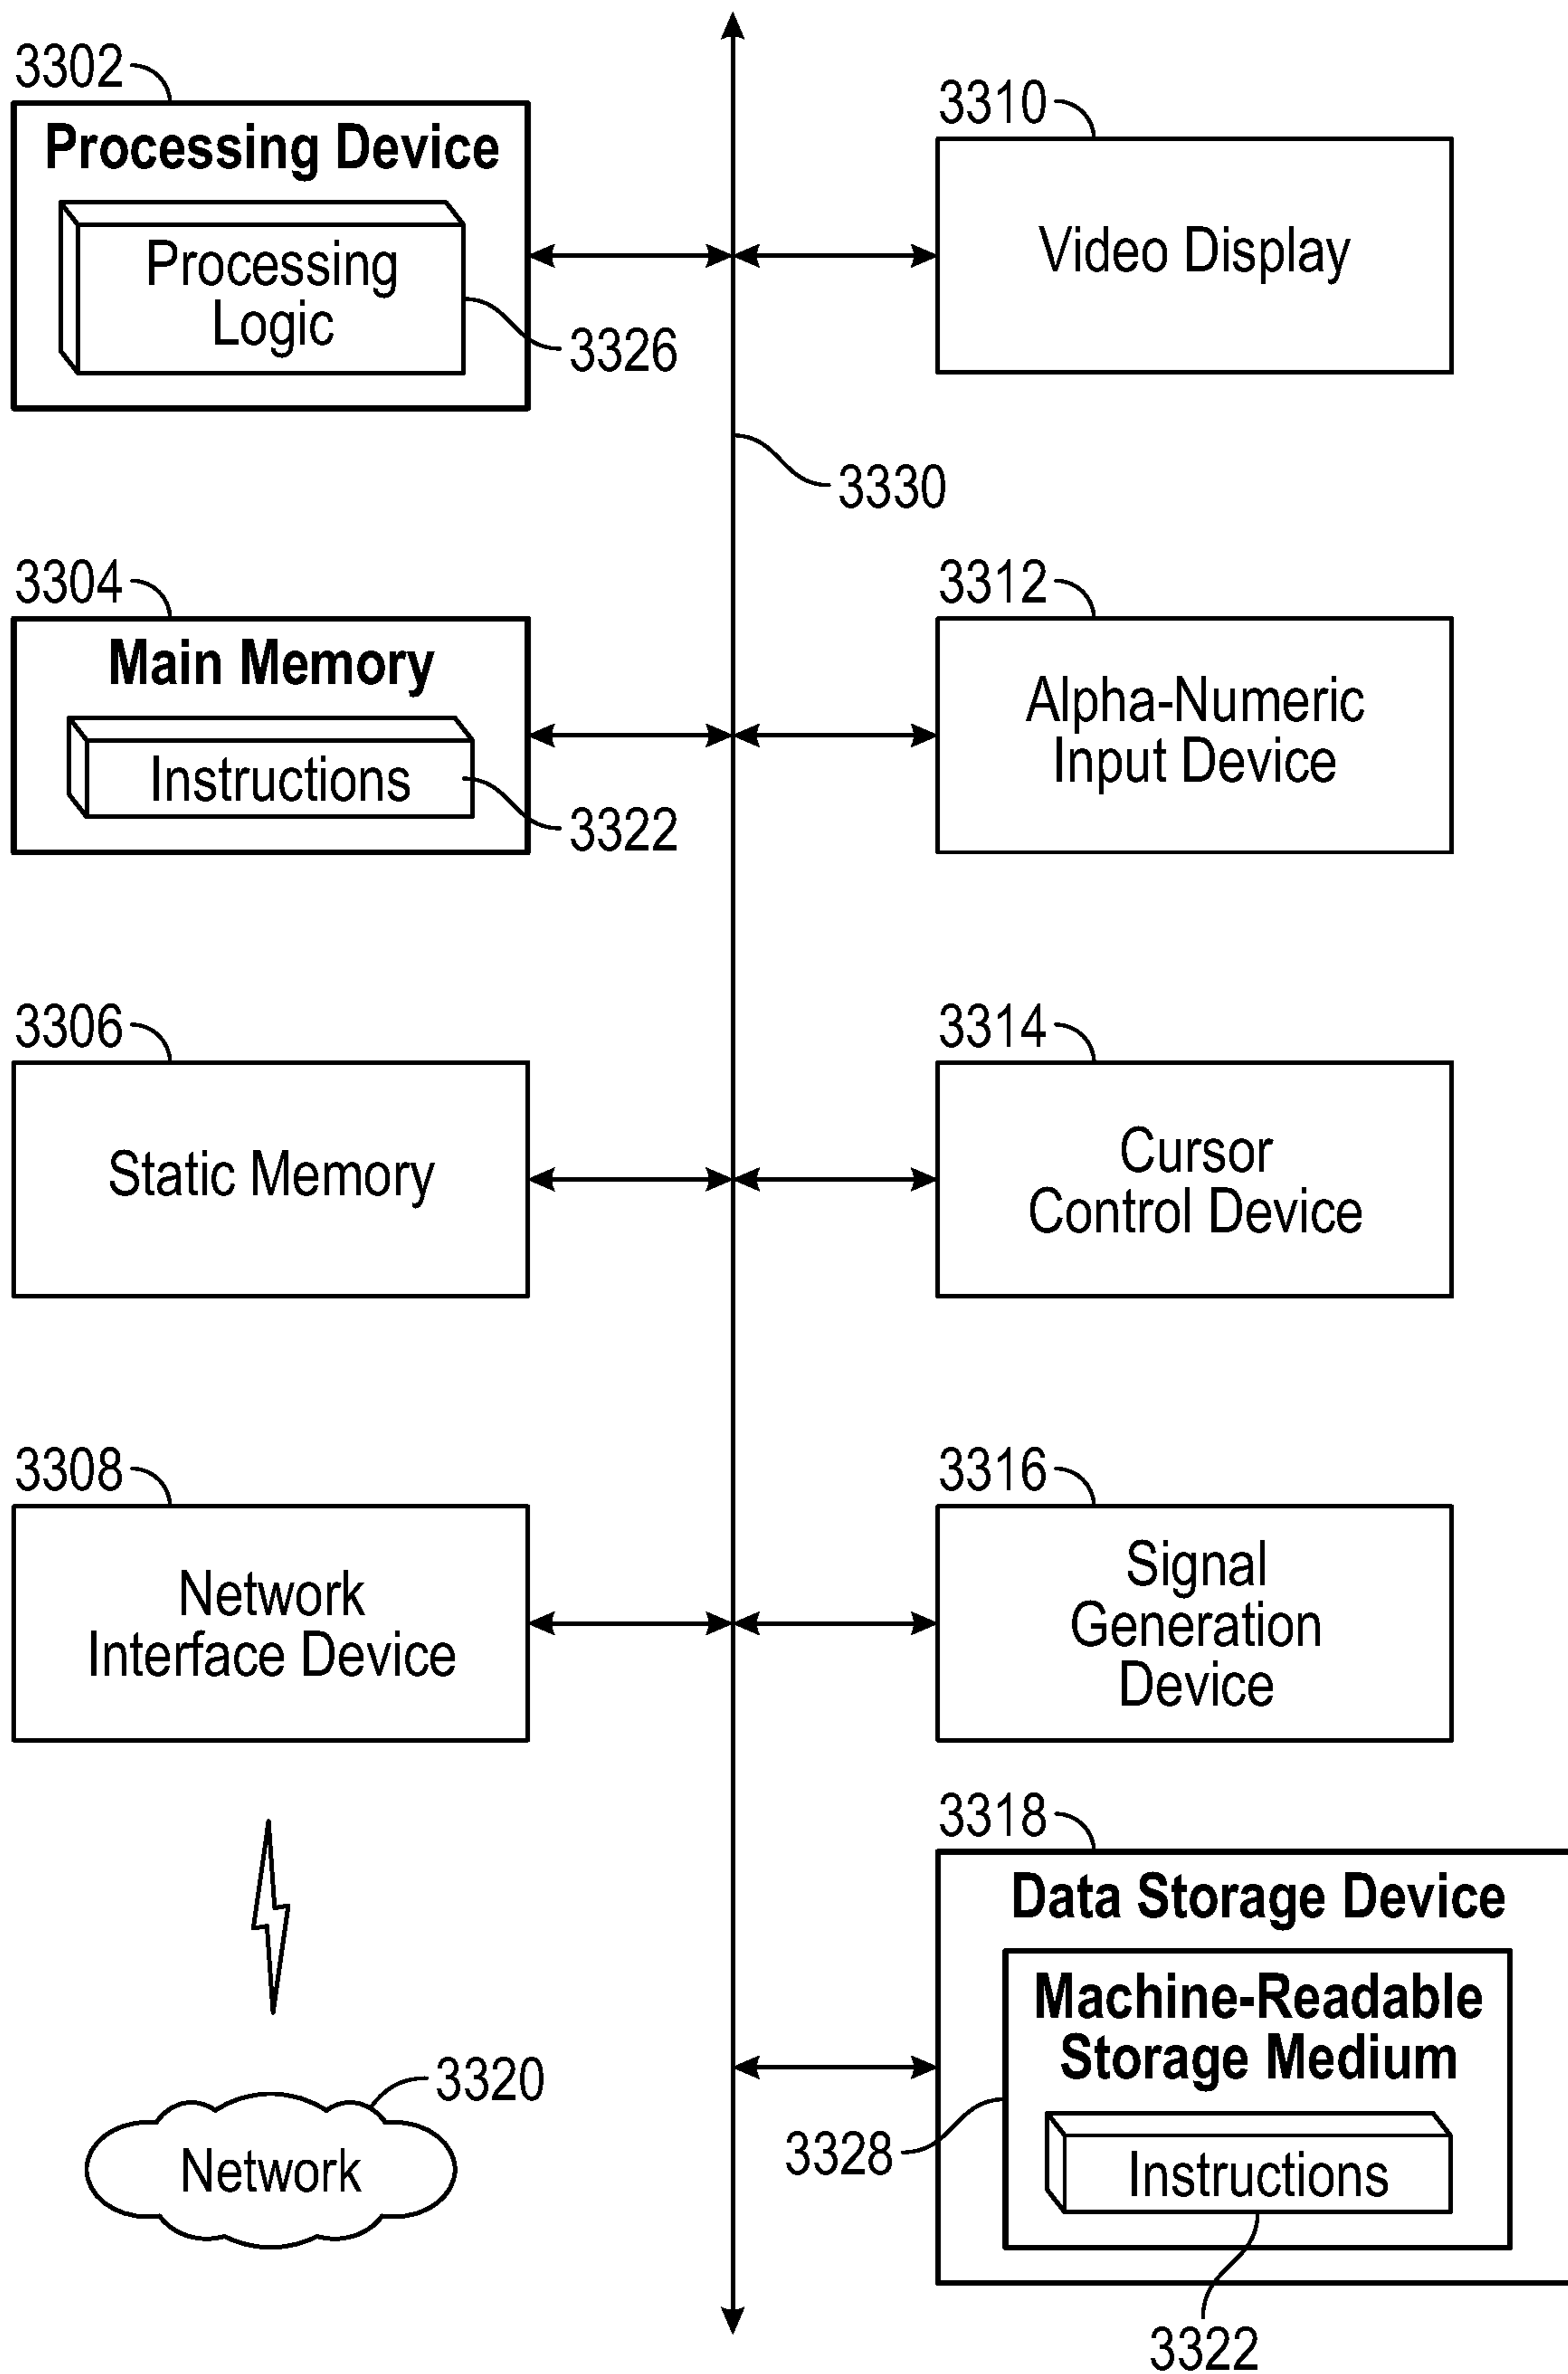 3302
Processing Device
Processing
Logic
3326
3310
Video Display
3330
3304
Main Memory
Instructions
3322
3312
Alpha-Numeric
Input Device
3306
Static Memory
3314
Cursor
Control Device
3308
Network
Interface Device
3316
Signal
Generation
Device
3320
Network
3318
Data Storage Device
Machine-Readable
Storage Medium
3328
Instructions
3322